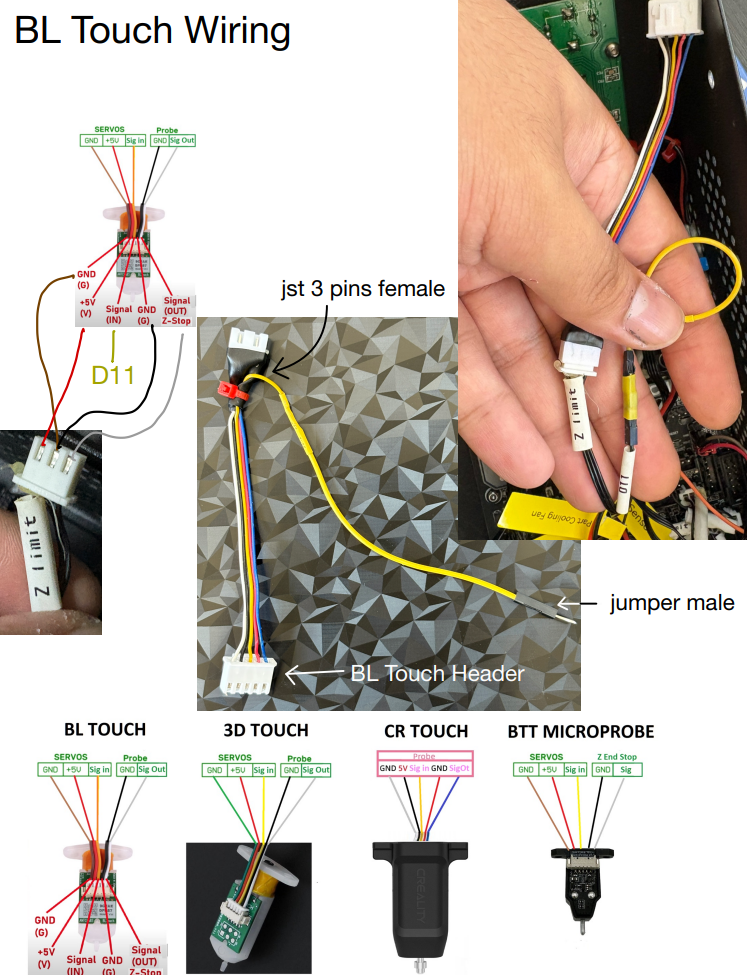 BL Touch Wiring
SERVOS Probe
GND +5V Sig in GND Sig Out
GND
(G)
+5V
(V)
Signal
(IN)
GND
(G)
Signal
(OUT)
Z-Stop
D11
Z limit
jst 3 pins female
jumper male
BL Touch Header
Z limit
D11
Part Cooling Fan
BL TOUCH
SERVOS Probe
GND +5V Sig in GND Sig Out
GND
(G)
+5V
(V)
Signal
(IN)
GND
(G)
Signal
(OUT)
Z-Stop
3D TOUCH
SERVOS Probe
GND +5V Sig in GND Sig Out
CR TOUCH
Probe
GND 5V Sig in GND SigOt
CREALITY
BTT MICROPROBE
SERVOS Z End Stop
GND +5V Sig in GND Sig